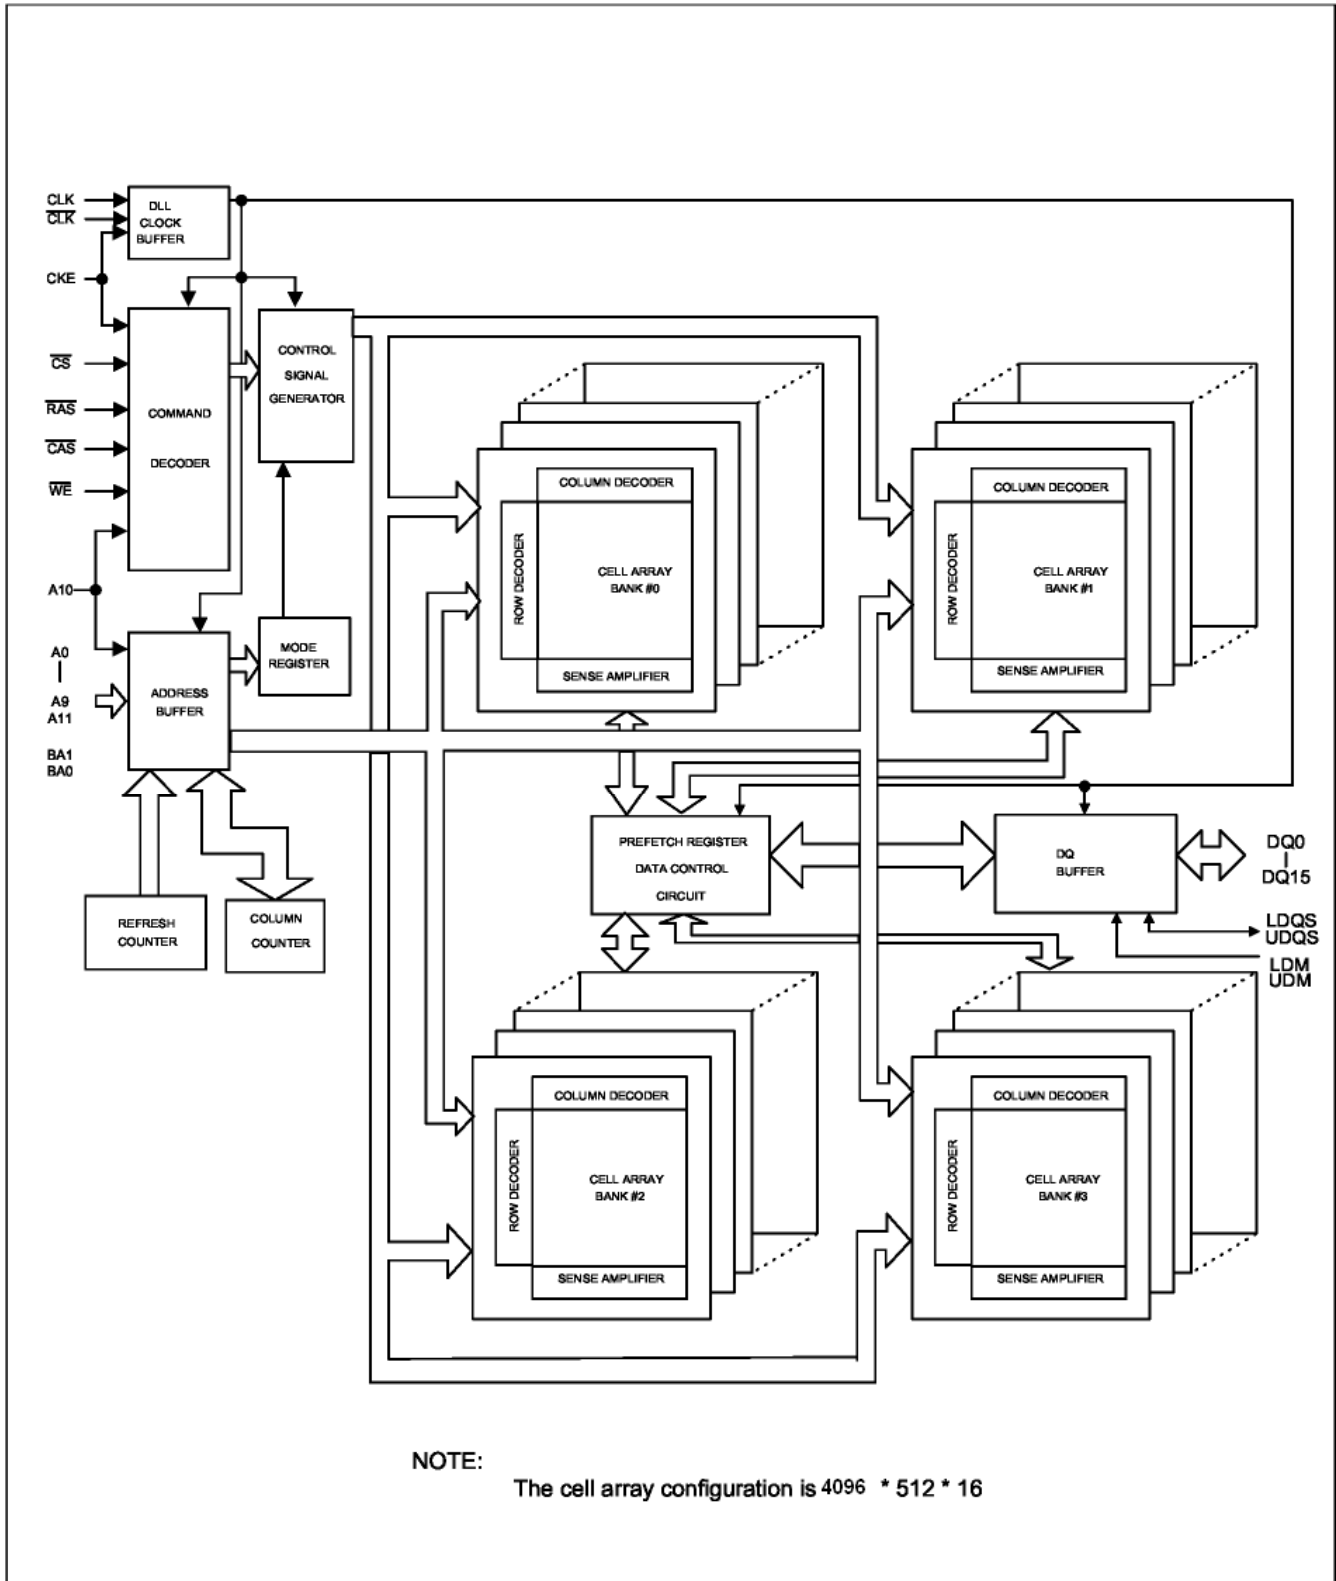 CLK
CLK
DLL
CLOCK
BUFFER
CKE
CS
RAS
CAS
WE
COMMAND
DECODER
CONTROL
SIGNAL
GENERATOR
A10
A0
A9
A11
BA1
BA0
ADDRESS
BUFFER
MODE
REGISTER
REFRESH
COUNTER
COLUMN
COUNTER
COLUMN DECODER
ROW DECODER
CELL ARRAY
BANK #0
SENSE AMPLIFIER
COLUMN DECODER
ROW DECODER
CELL ARRAY
BANK #1
SENSE AMPLIFIER
PREFETCH REGISTER
DATA CONTROL
CIRCUIT
DQ
BUFFER
DQ0
DQ15
LDQS
UDQS
LDM
UDM
COLUMN DECODER
ROW DECODER
CELL ARRAY
BANK #2
SENSE AMPLIFIER
COLUMN DECODER
ROW DECODER
CELL ARRAY
BANK #3
SENSE AMPLIFIER
NOTE:
The cell array configuration is 4096 * 512 * 16